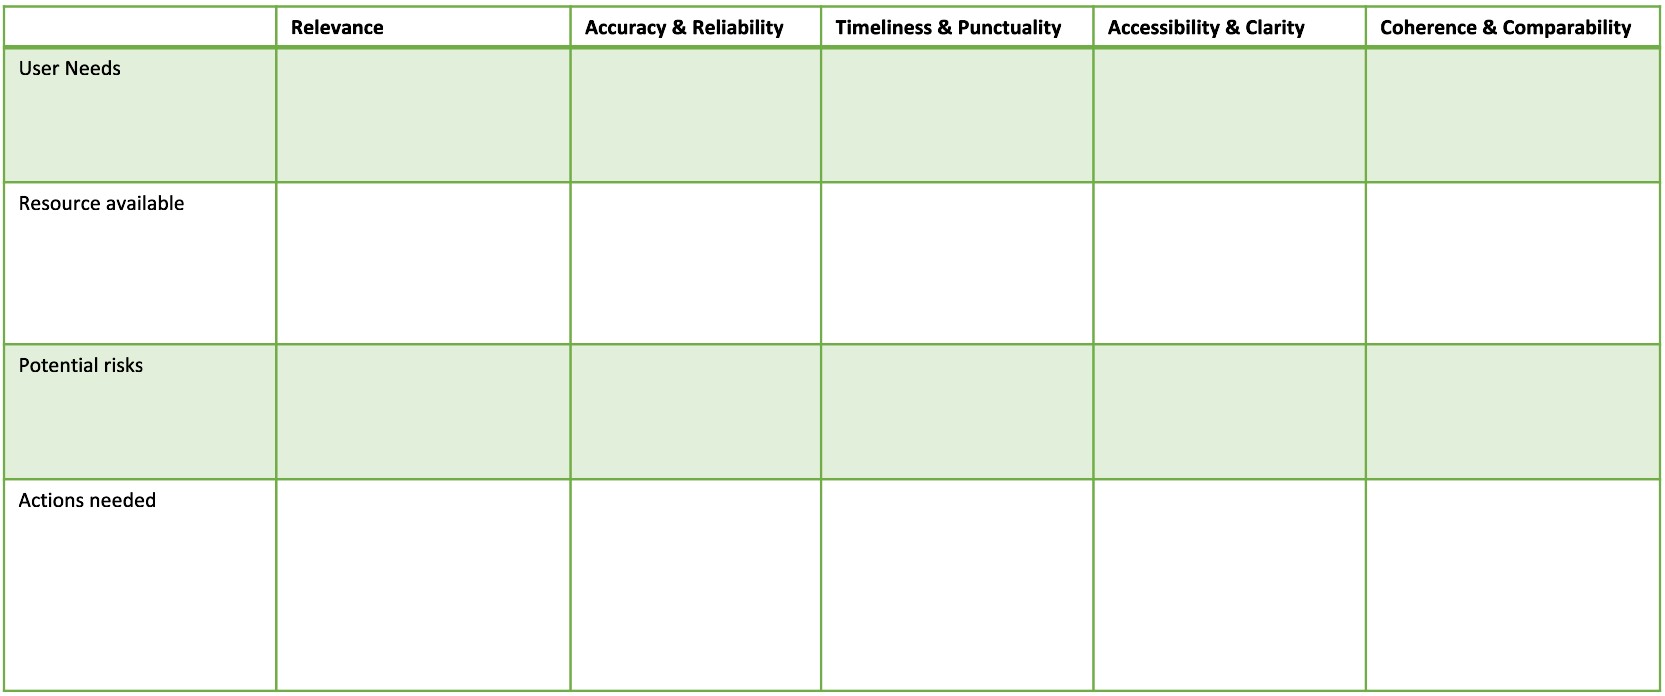 Relevance
Accuracy & Reliability
Timeliness & Punctuality
Accessibility & Clarity
Coherence & Comparability
User Needs
Resource available
Potential risks
Actions needed